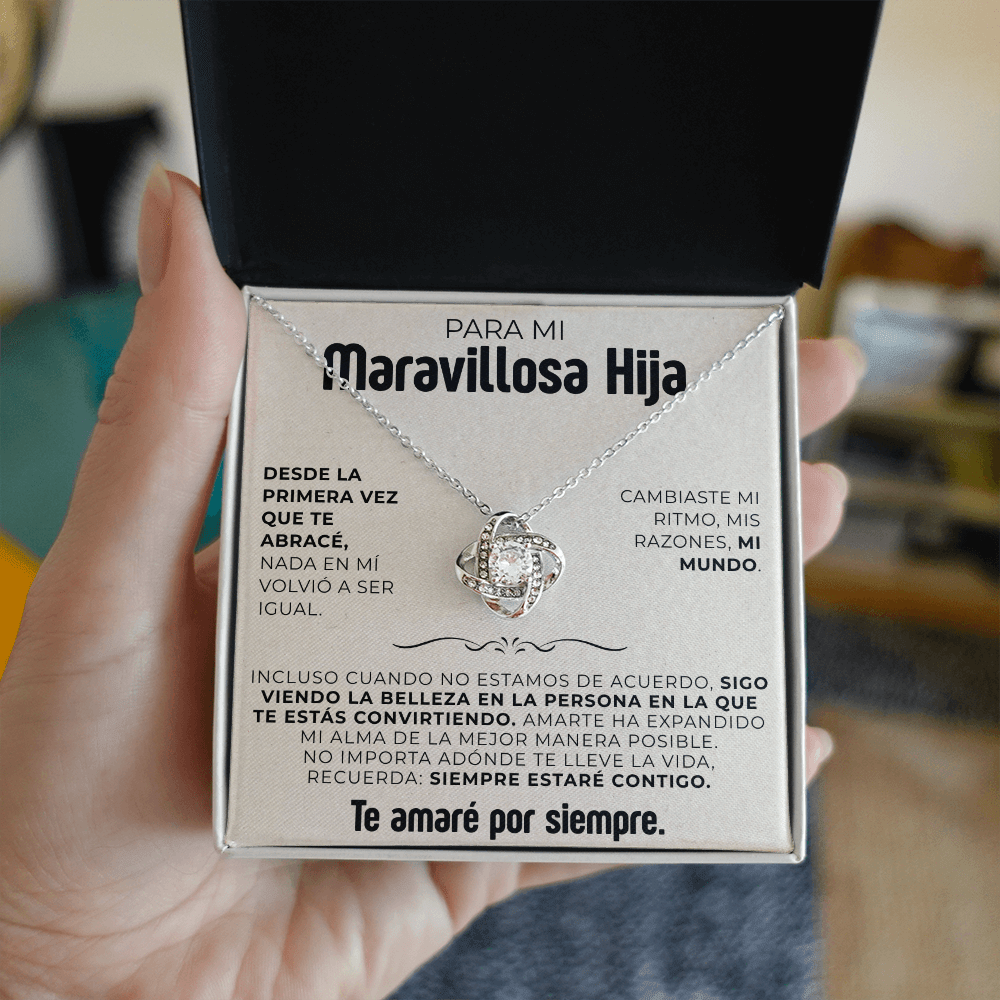 PARA MI
Maravillosa Hija
DESDE LA
PRIMERA VEZ
QUE TE
ABRACÉ,
NADA EN MÍ
VOLVIÓ A SER
IGUAL.
CAMBIASTE MI
RITMO, MIS
RAZONES, MI
MUNDO.
INCLUSO CUANDO NO ESTAMOS DE ACUERDO, SIGO
VIENDO LA BELLEZA EN LA PERSONA EN LA QUE
TE ESTÁS CONVIRTIENDO. AMARTE HA EXPANDIDO
MI ALMA DE LA MEJOR MANERA POSIBLE.
NO IMPORTA ADÓNDE TE LLEVE LA VIDA,
RECUERDA: SIEMPRE ESTARÉ CONTIGO.
Te amaré por siempre.